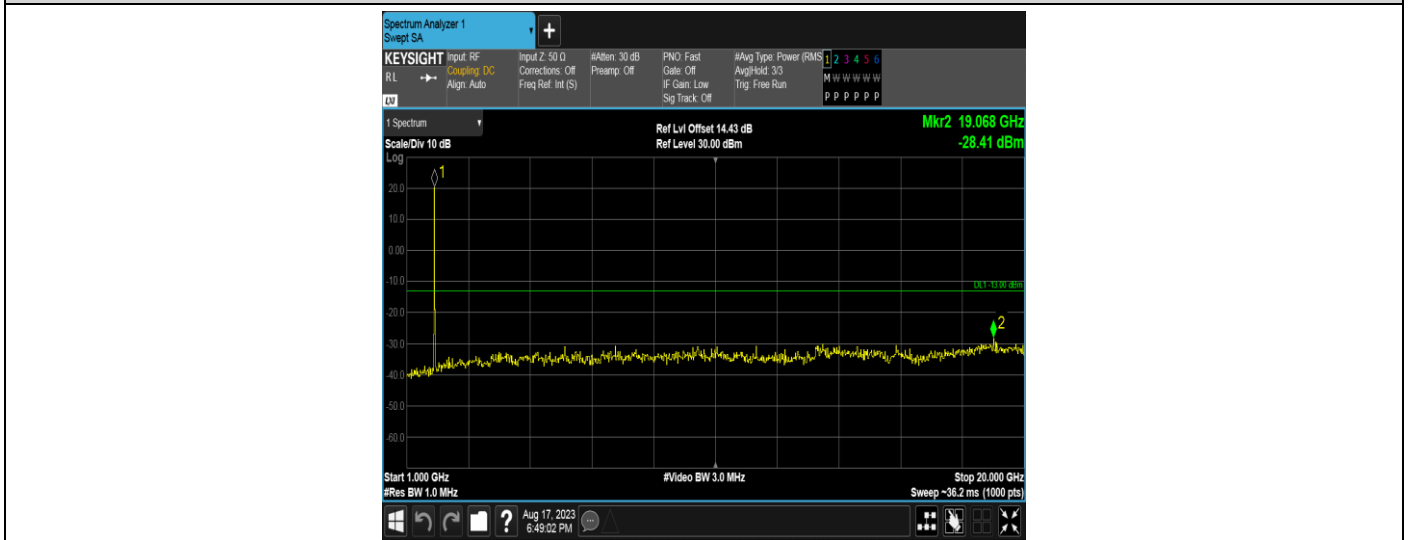 Spectrum Analyzer 1
Swept SA
+
KEYSIGHT
RL
LXI
Input: RF
Coupling: DC
Align: Auto
Input Z: 50 Ω
Corrections: Off
Freq Ref: Int (S)
#Atten: 30 dB
Preamp: Off
PNO: Fast
Gate: Off
IF Gain: Low
Sig Track: Off
#Avg Type: Power (RMS
Avg|Hold: 3/3
Trig: Free Run
1 2 3 4 5 6
M W W W W W
P P P P P P
1 Spectrum
Scale/Div 10 dB
Log
Ref Lvl Offset 14.43 dB
Ref Level 30.00 dBm
Mkr2 19.068 GHz
-28.41 dBm
1
20.0
10.0
0.00
-10.0
DL1 -13.00 dBm
-20.0
2
-30.0
-40.0
-50.0
-60.0
Start 1.000 GHz
#Video BW 3.0 MHz
Stop 20.000 GHz
#Res BW 1.0 MHz
Sweep ~36.2 ms (1000 pts)
?
Aug 17, 2023
6:49:02 PM